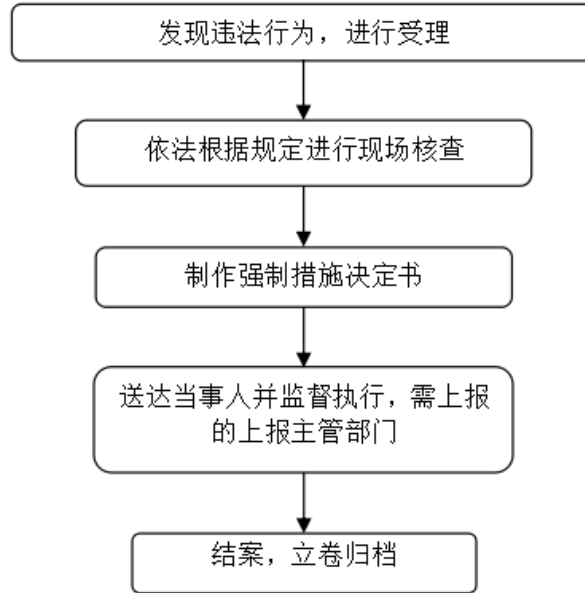 发现违法行为，进行受理
依法根据规定进行现场核查
制作强制措施决定书
送达当事人并监督执行，需上报
的上报主管部门
结案，立卷归档